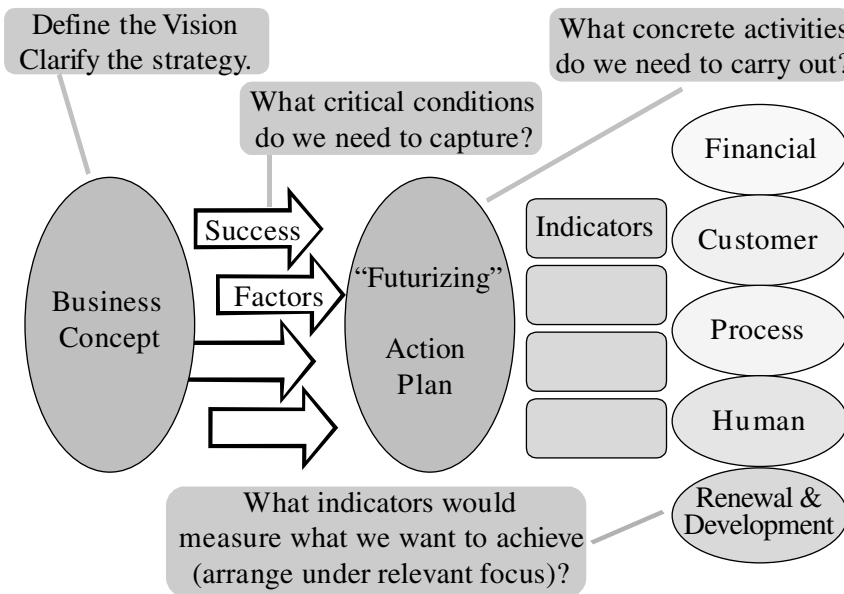 Define the Vision
Clarify the strategy.
What concrete activities
do we need to carry out?
What critical conditions
do we need to capture?
Financial
Success
Indicators
Customer
Business
Concept
Factors
“Futurizing”
Action
Plan
Process
Human
Renewal &
Development
What indicators would
measure what we want to achieve
(arrange under relevant focus)?